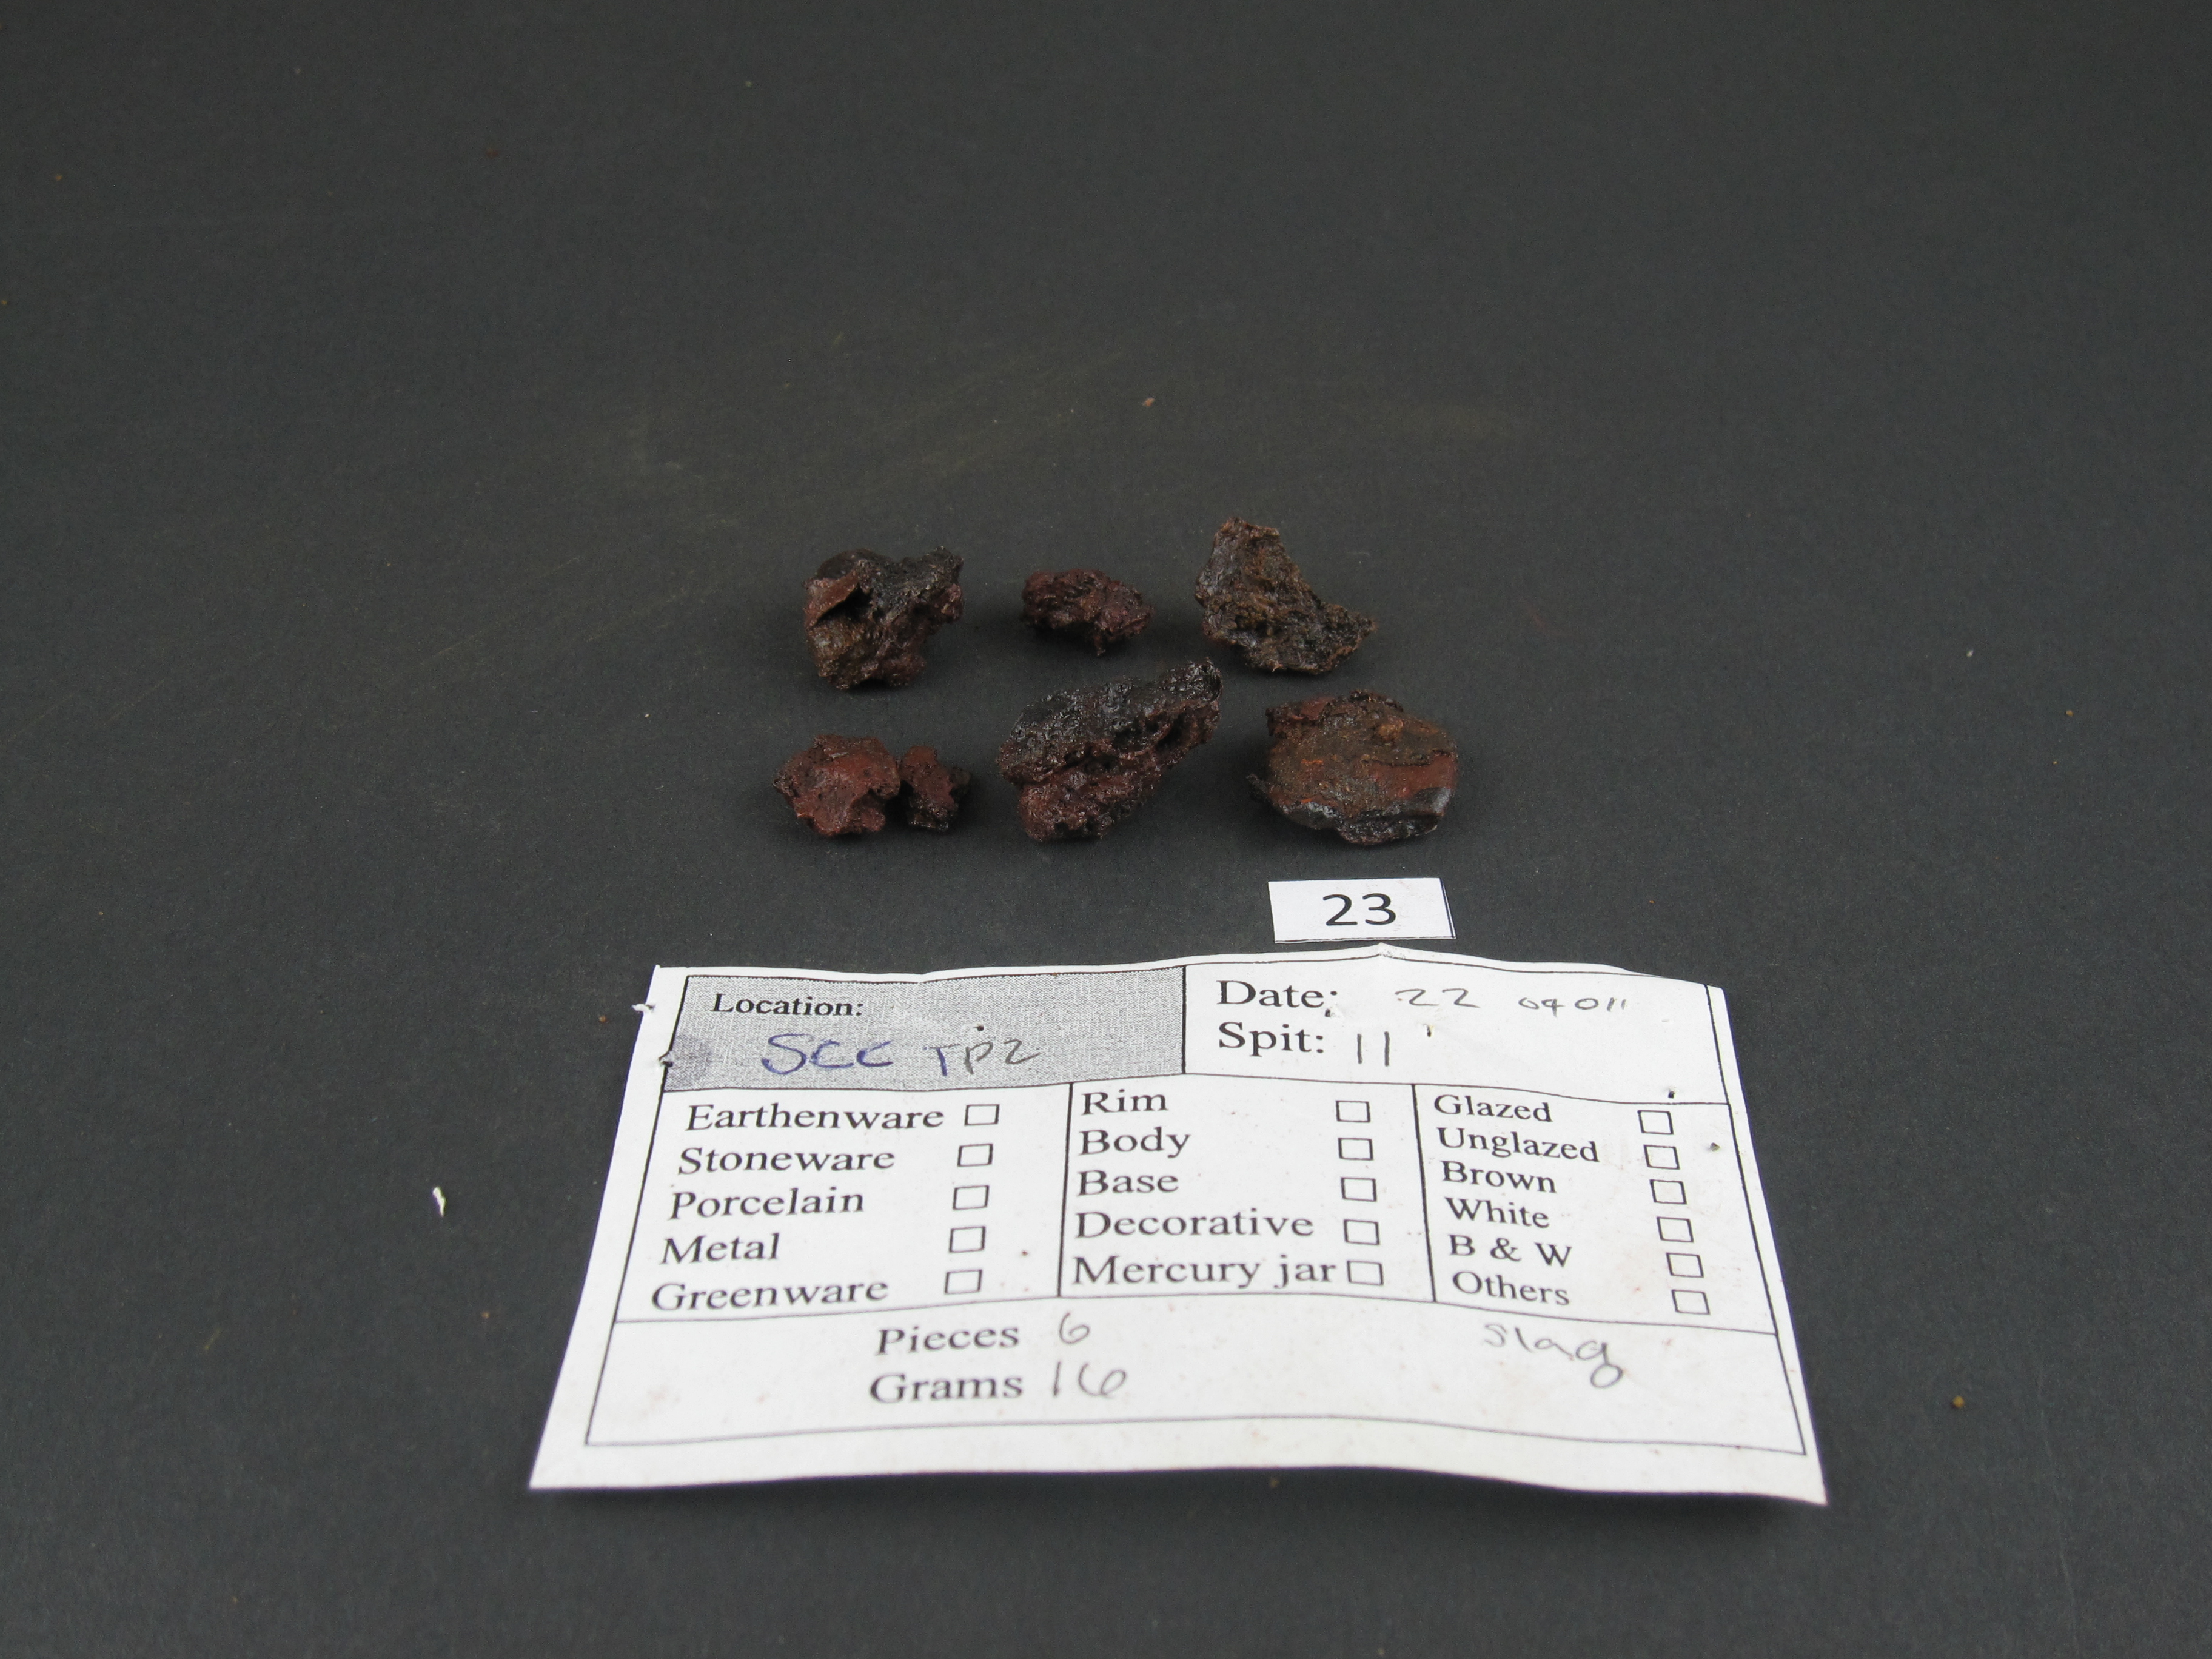 23
Location:
SCC TP2
Date: 22 04 011
Spit: 11
Earthenware
Stoneware
Porcelain
Metal
Greenware
Rim
Body
Base
Decorative
Mercury jar
Glazed
Unglazed
Brown
White
B & W
Others
Pieces 6
Grams 16
slag